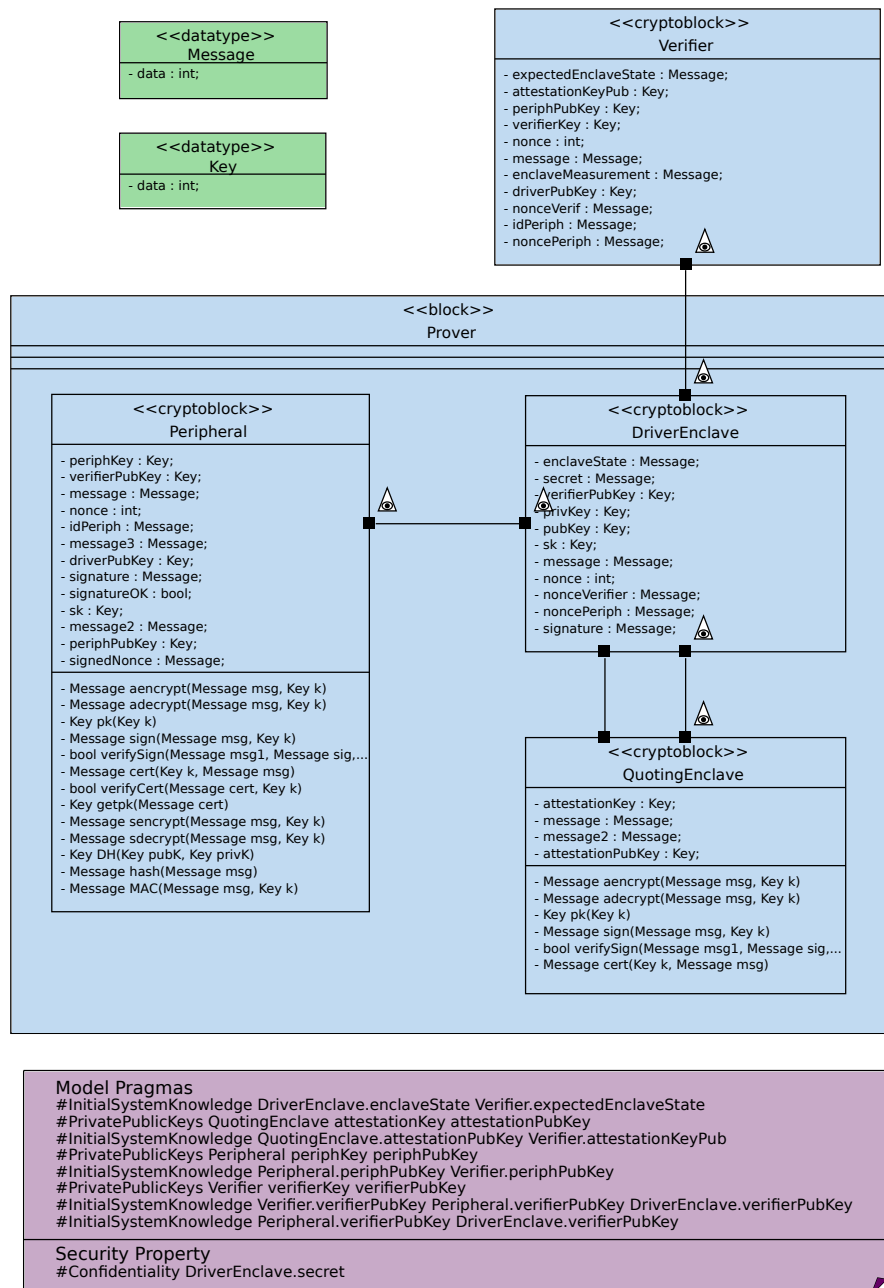 <<datatype>>
Message
- data : int;
<<datatype>>
Key
- data : int;
<<cryptoblock>>
Verifier
- expectedEnclaveState : Message;
- attestationKeyPub : Key;
- periphPubKey : Key;
- verifierKey : Key;
- nonce : int;
- message : Message;
- enclaveMeasurement : Message;
- driverPubKey : Key;
- nonceVerif : Message;
- idPeriph : Message;
- noncePeriph : Message;
<<block>>
Prover
<<cryptoblock>>
Peripheral
- periphKey : Key;
- verifierPubKey : Key;
- message : Message;
- nonce : int;
- idPeriph : Message;
- message3 : Message;
- driverPubKey : Key;
- signature : Message;
- signatureOK : bool;
- sk : Key;
- message2 : Message;
- periphPubKey : Key;
- signedNonce : Message;
- Message aencrypt(Message msg, Key k)
- Message adecrypt(Message msg, Key k)
- Key pk(Key k)
- Message sign(Message msg, Key k)
- bool verifySign(Message msg1, Message sig,...
- Message cert(Key k, Message msg)
- bool verifyCert(Message cert, Key k)
- Key getpk(Message cert)
- Message sencrypt(Message msg, Key k)
- Message sdecrypt(Message msg, Key k)
- Key DH(Key pubK, Key privK)
- Message hash(Message msg)
- Message MAC(Message msg, Key k)
<<cryptoblock>>
DriverEnclave
- enclaveState : Message;
- secret : Message;
- verifierPubKey : Key;
- privKey : Key;
- pubKey : Key;
- sk : Key;
- message : Message;
- nonce : int;
- nonceVerifier : Message;
- noncePeriph : Message;
- signature : Message;
<<cryptoblock>>
QuotingEnclave
- attestationKey : Key;
- message : Message;
- message2 : Message;
- attestationPubKey : Key;
- Message aencrypt(Message msg, Key k)
- Message adecrypt(Message msg, Key k)
- Key pk(Key k)
- Message sign(Message msg, Key k)
- bool verifySign(Message msg1, Message sig,...
- Message cert(Key k, Message msg)
Model Pragmas
#InitialSystemKnowledge DriverEnclave.enclaveState Verifier.expectedEnclaveState
#PrivatePublicKeys QuotingEnclave attestationKey attestationPubKey
#InitialSystemKnowledge QuotingEnclave.attestationPubKey Verifier.attestationKeyPub
#PrivatePublicKeys Peripheral periphKey periphPubKey
#InitialSystemKnowledge Peripheral.periphPubKey Verifier.periphPubKey
#PrivatePublicKeys Verifier verifierKey verifierPubKey
#InitialSystemKnowledge Verifier.verifierPubKey Peripheral.verifierPubKey DriverEnclave.verifierPubKey
#InitialSystemKnowledge Peripheral.verifierPubKey DriverEnclave.verifierPubKey
Security Property
#Confidentiality DriverEnclave.secret